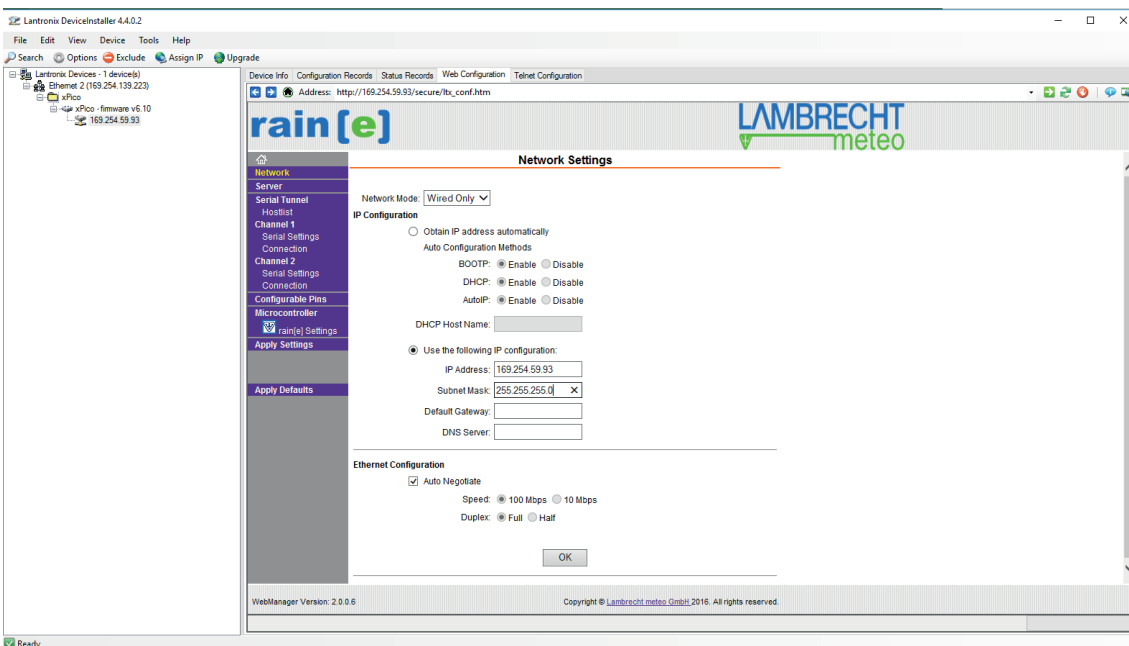 Lantronix DeviceInstaller 4.4.0.2
File Edit View Device Tools Help
Search Options Exclude Assign IP Upgrade
Lantronix Devices - 1 device(s)
Ethernet 2 (169.254.139.223)
xPico
xPico - firmware v6.10
169.254.59.93
Device Info Configuration Records Status Records Web Configuration Telnet Configuration
Address: http://169.254.59.93/secure/ltx_conf.htm
rain[e]
LAMBRECHT
meteo
Network
Server
Serial Tunnel
Hostlist
Channel 1
Serial Settings
Connection
Channel 2
Serial Settings
Connection
Configurable Pins
Microcontroller
rain[e] Settings
Apply Settings
Apply Defaults
Network Settings
Network Mode: Wired Only
IP Configuration
Obtain IP address automatically
Auto Configuration Methods
BOOTP: Enable Disable
DHCP: Enable Disable
AutoIP: Enable Disable
DHCP Host Name:
Use the following IP configuration:
IP Address: 169.254.59.93
Subnet Mask: 255.255.255.0
Default Gateway:
DNS Server:
Ethernet Configuration
Auto Negotiate
Speed: 100 Mbps 10 Mbps
Duplex: Full Half
OK
WebManager Version: 2.0.0.6
Copyright © Lambrecht meteo GmbH 2016. All rights reserved.
Ready